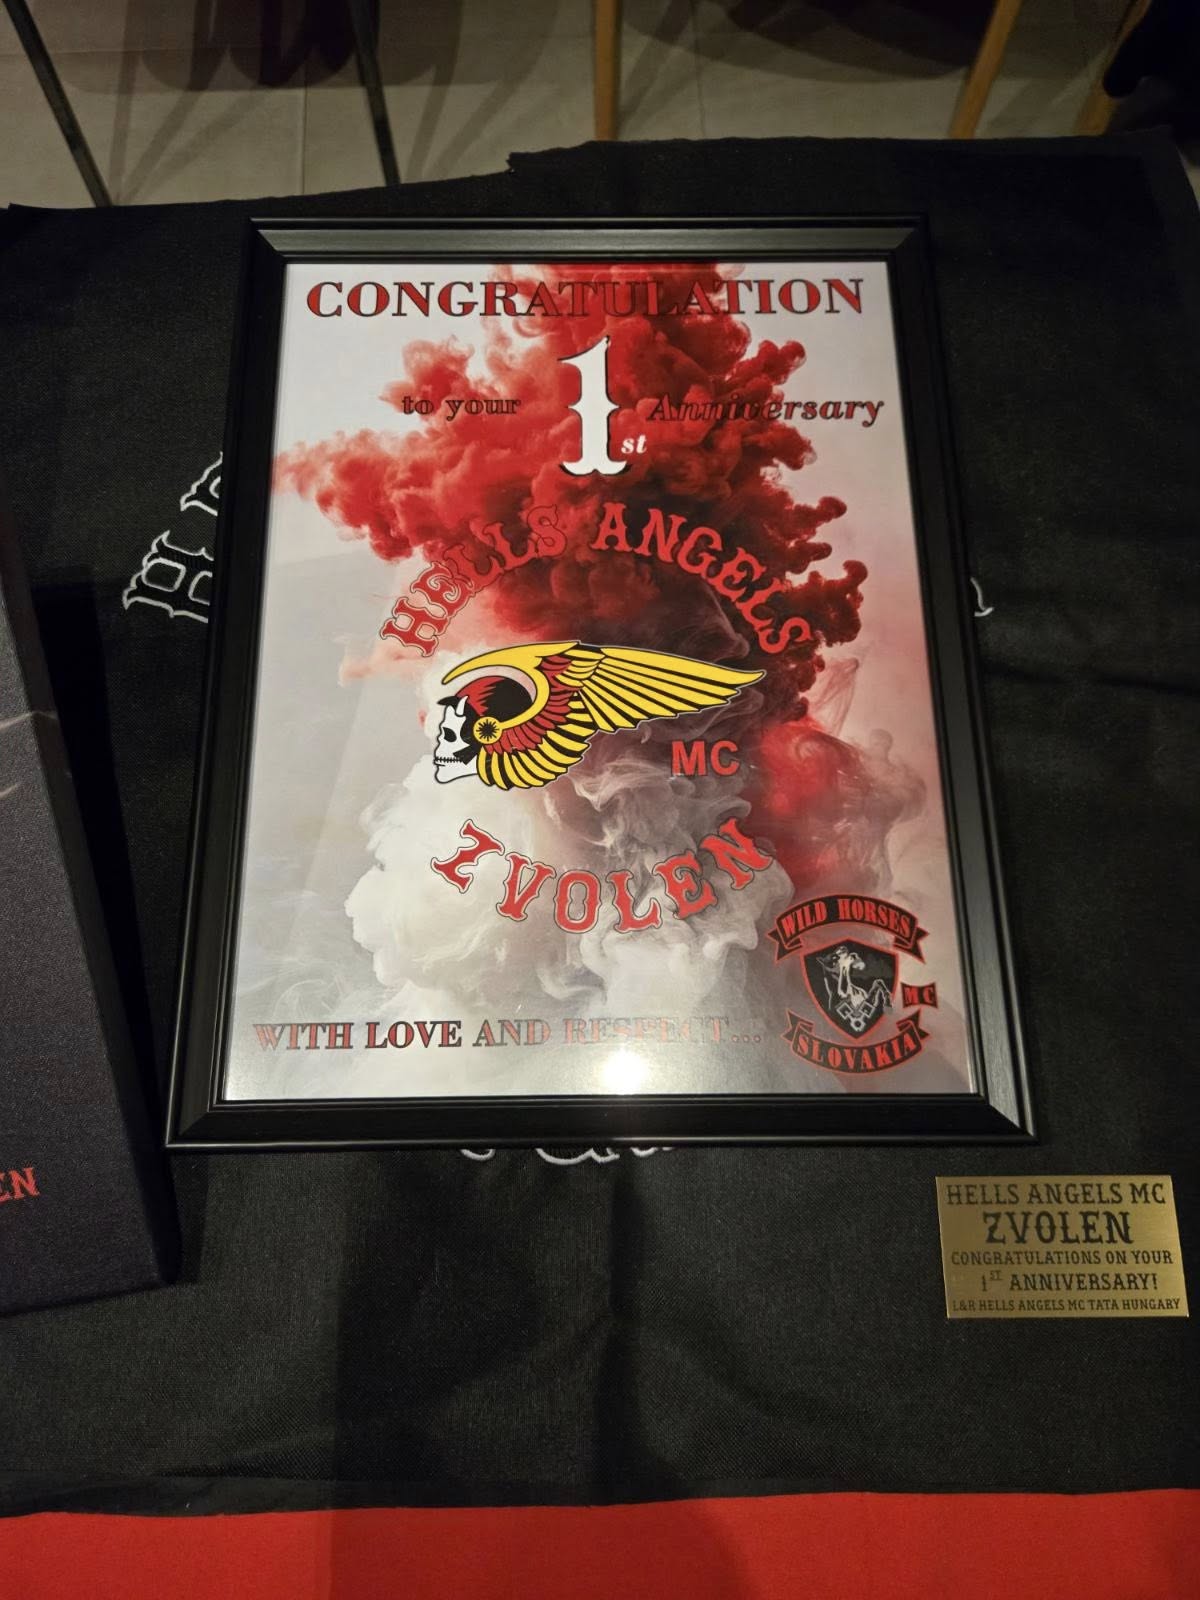 CONGRATULATION
to your 1st Anniversary
HELLS ANGELS
MC
ZVOLEN
WILD HORSES
MC
SLOVAKIA
WITH LOVE AND RESPECT...
EN
HELLS ANGELS MC
ZVOLEN
CONGRATULATIONS ON YOUR
1ST ANNIVERSARY!
L&R HELLS ANGELS MC TATA HUNGARY